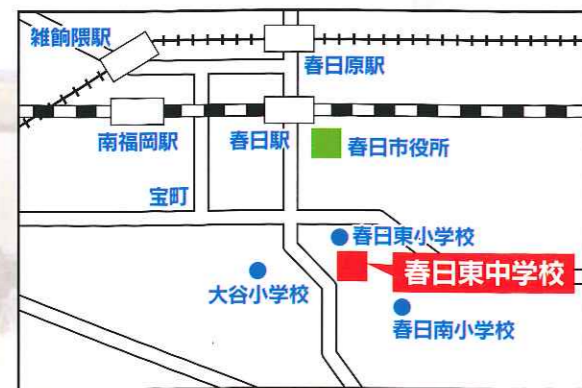 雑餉隈駅
春日原駅
南福岡駅
春日駅
春日市役所
宝町
春日東小学校
春日東中学校
大谷小学校
春日南小学校